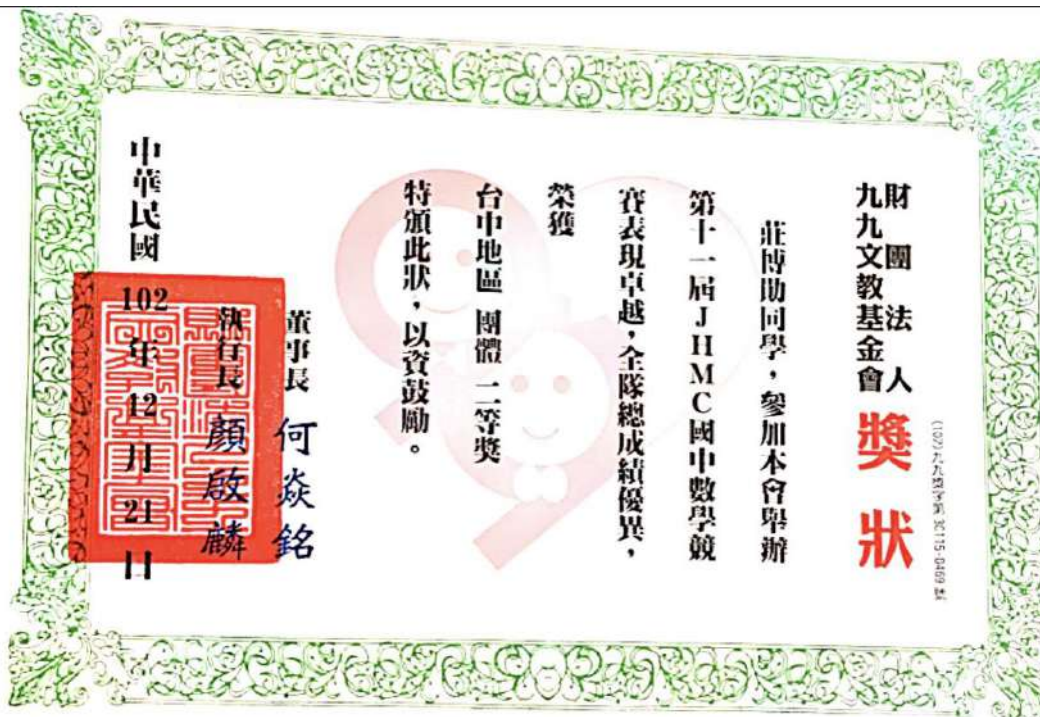 財團法人
九九文教基金會
獎狀
莊博勛同學，參加本會舉辦
第十一屆JHMC國中數學競
賽表現卓越，全隊總成績優異，
榮獲
台中地區 團體 二等獎
特頒此狀，以資鼓勵。
董事長 何焱銘
執行長 顏啟麟
中華民國 102 年 12 月 21 日